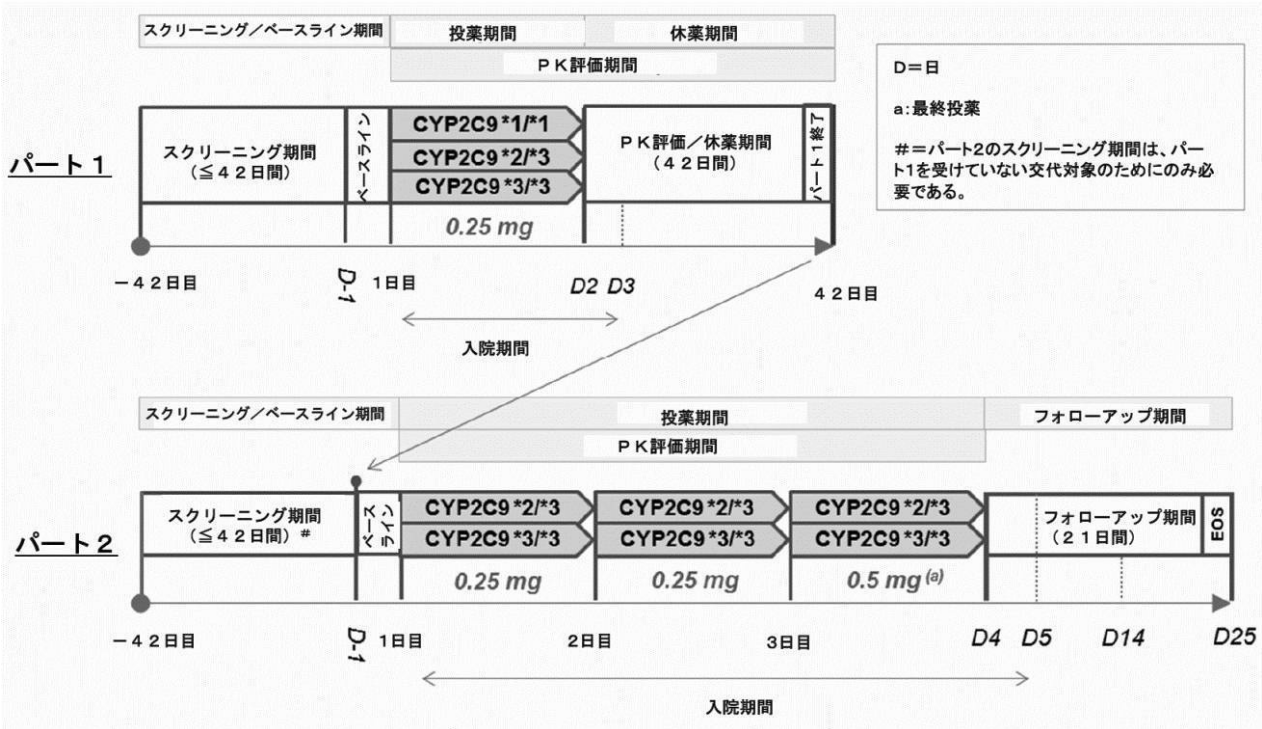 スクリーニング／ベースライン期間
投薬期間
休薬期間
ＰＫ評価期間
D＝日
a:最終投薬
＃＝パート2のスクリーニング期間は、パー
ト1を受けていない交代対象のためにのみ必
要である。
パート１
スクリーニング期間
（≦４２日間）
ベースライン
CYP2C9 *1/*1
CYP2C9 *2/*3
CYP2C9 *3/*3
ＰＫ評価/休薬期間
（４２日間）
パート１終了
0.25 mg
－４２日目
D-1
1日目
D2
D3
４２日目
入院期間
スクリーニング／ベースライン期間
投薬期間
フォローアップ期間
ＰＫ評価期間
パート２
スクリーニング期間
（≦４２日間）＃
ベース
ライン
CYP2C9 *2/*3
CYP2C9 *2/*3
CYP2C9 *2/*3
CYP2C9 *3/*3
CYP2C9 *3/*3
CYP2C9 *3/*3
フォローアップ期間
（２１日間）
EOS
0.25 mg
0.25 mg
0.5 mg (a)
－４２日目
D-1
1日目
2日目
3日目
D4
D5
D14
D25
入院期間